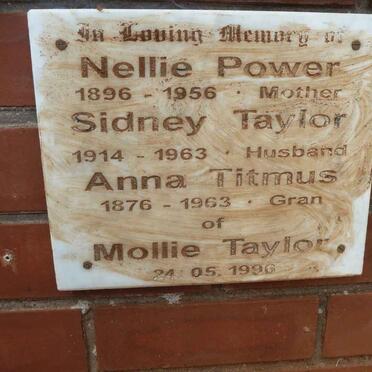 In Loving Memory of
Nellie Power
1896 - 1956 · Mother
Sidney Taylor
1914 - 1963 · Husband
Anna Titmus
1876 - 1963 · Gran
of
Mollie Taylor
24. 05. 1996